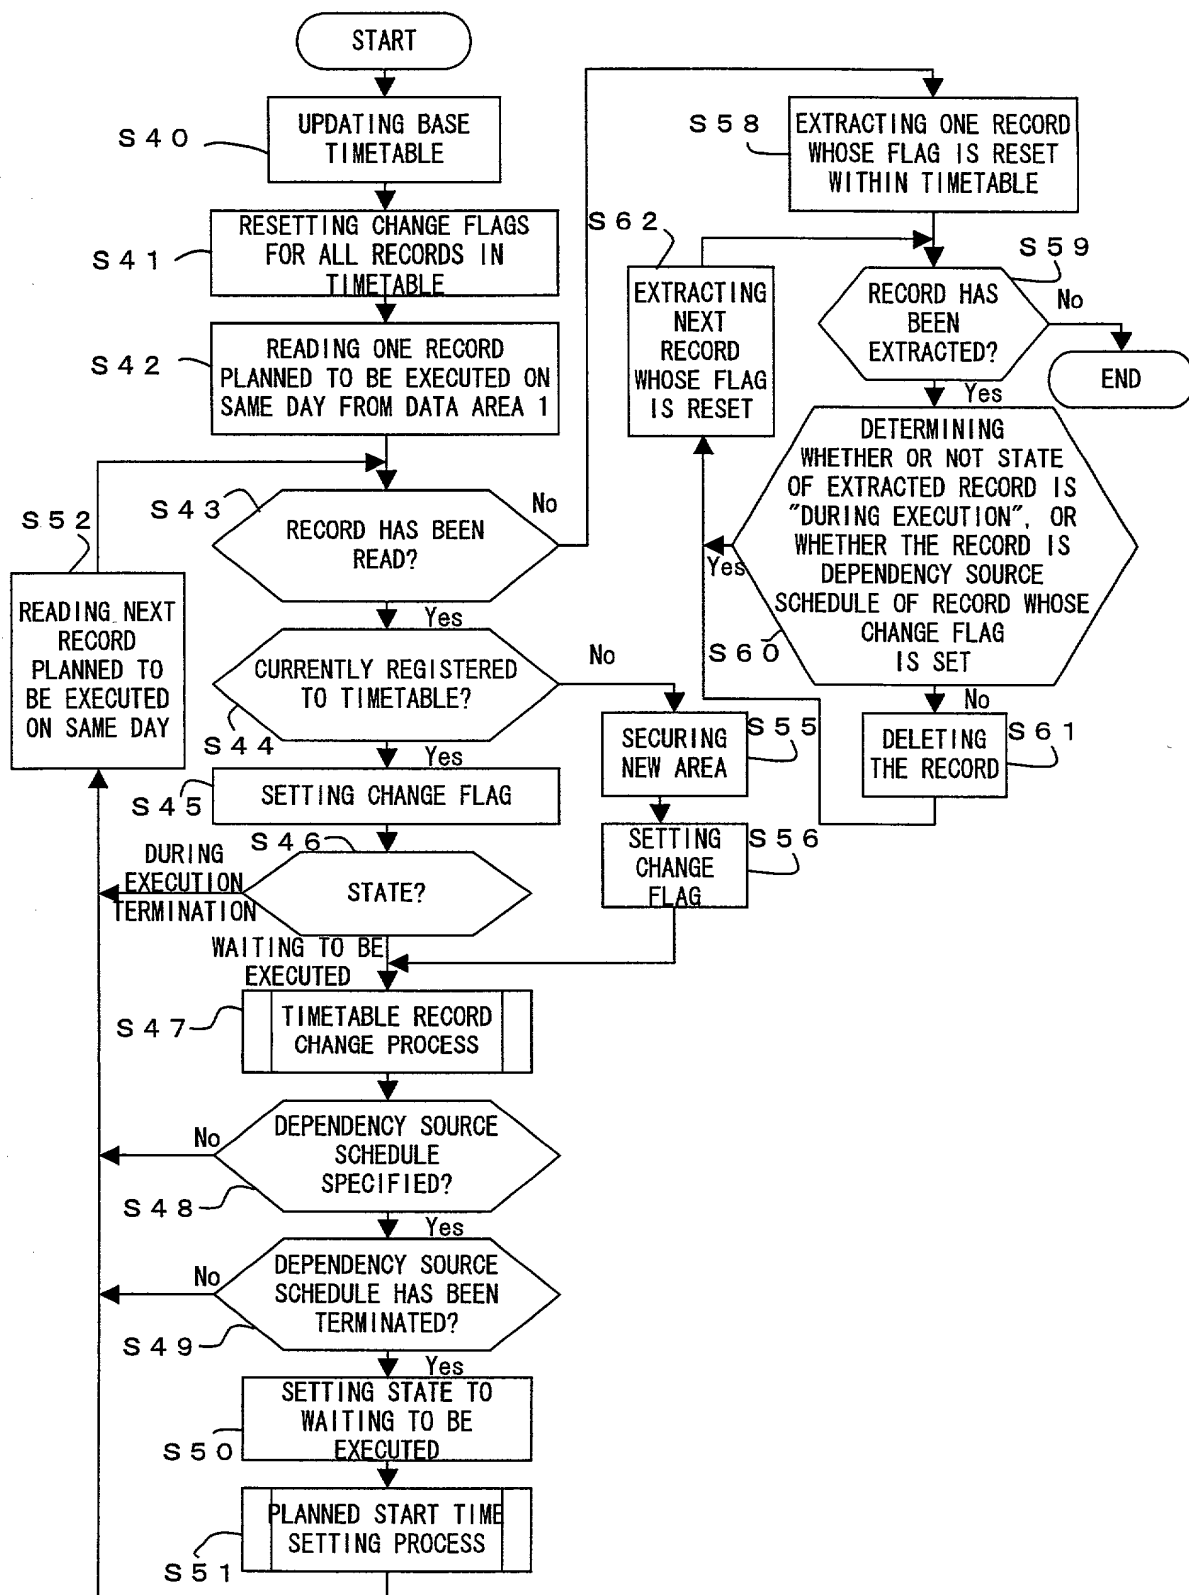 START
S40
UPDATING BASE
TIMETABLE
S41
RESETTING CHANGE FLAGS
FOR ALL RECORDS IN
TIMETABLE
S42
READING ONE RECORD
PLANNED TO BE EXECUTED ON
SAME DAY FROM DATA AREA 1
S43
RECORD HAS BEEN
READ?
No
Yes
S52
READING NEXT
RECORD
PLANNED TO
BE EXECUTED
ON SAME DAY
S44
CURRENTLY REGISTERED
TO TIMETABLE?
No
Yes
S45
SETTING CHANGE FLAG
S46
STATE?
DURING
EXECUTION
TERMINATION
WAITING TO BE
EXECUTED
S55
SECURING
NEW AREA
S56
SETTING
CHANGE
FLAG
S47
TIMETABLE RECORD
CHANGE PROCESS
S48
DEPENDENCY SOURCE
SCHEDULE
SPECIFIED?
No
Yes
S49
DEPENDENCY SOURCE
SCHEDULE HAS BEEN
TERMINATED?
No
Yes
S50
SETTING STATE TO
WAITING TO BE
EXECUTED
S51
PLANNED START TIME
SETTING PROCESS
S58
EXTRACTING ONE RECORD
WHOSE FLAG IS RESET
WITHIN TIMETABLE
S62
EXTRACTING
NEXT
RECORD
WHOSE FLAG
IS RESET
S59
RECORD HAS
BEEN
EXTRACTED?
No
END
Yes
S60
DETERMINING
WHETHER OR NOT STATE
OF EXTRACTED RECORD IS
"DURING EXECUTION", OR
WHETHER THE RECORD IS
DEPENDENCY SOURCE
SCHEDULE OF RECORD WHOSE
CHANGE FLAG
IS SET
Yes
No
S61
DELETING
THE RECORD